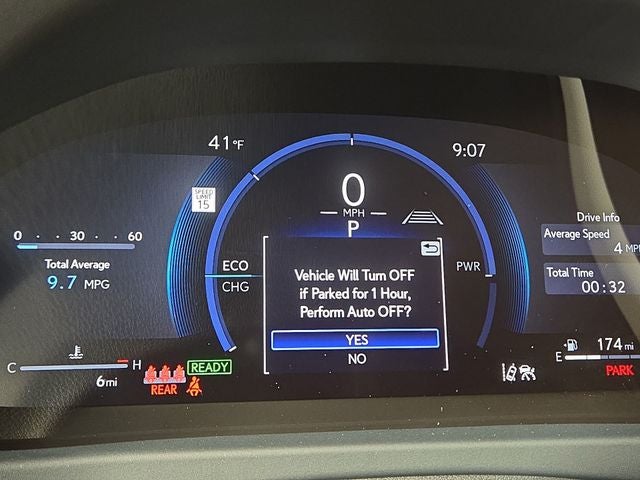 41°F
9:07
SPEED
LIMIT
15
0
MPH
P
0 30 60
Total Average
9.7 MPG
ECO
CHG
PWR
Drive Info
Average Speed
4 MPH
Total Time
00:32
Vehicle Will Turn OFF
if Parked for 1 Hour,
Perform Auto OFF?
YES
NO
C H
6 mi
REAR
READY
E
174 mi
PARK